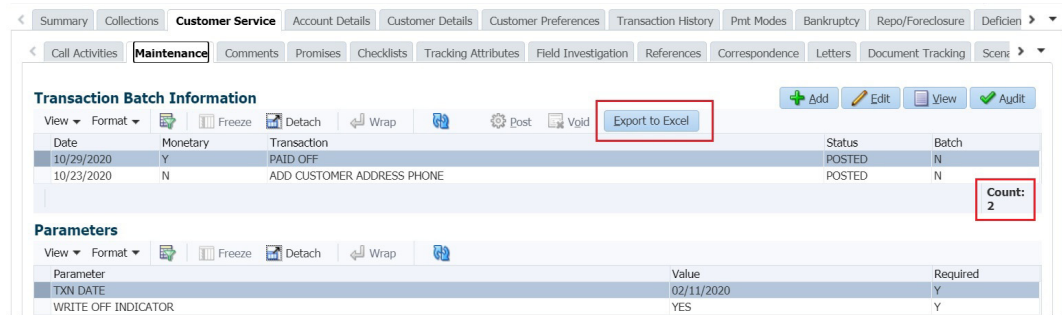 Summary Collections Customer Service Account Details Customer Details Customer Preferences Transaction History Pmt Modes Bankruptcy Repo/Foreclosure Deficien
Call Activities Maintenance Comments Promises Checklists Tracking Attributes Field Investigation References Correspondence Letters Document Tracking Scena
Transaction Batch Information Add Edit View Audit
View Format Freeze Detach Wrap Post Void Export to Excel
Date Monetary Transaction Status Batch
10/29/2020 Y PAID OFF POSTED N
10/23/2020 N ADD CUSTOMER ADDRESS PHONE POSTED N
Count:
2
Parameters
View Format Freeze Detach Wrap
Parameter Value Required
TXN DATE 02/11/2020 Y
WRITE OFF INDICATOR YES Y